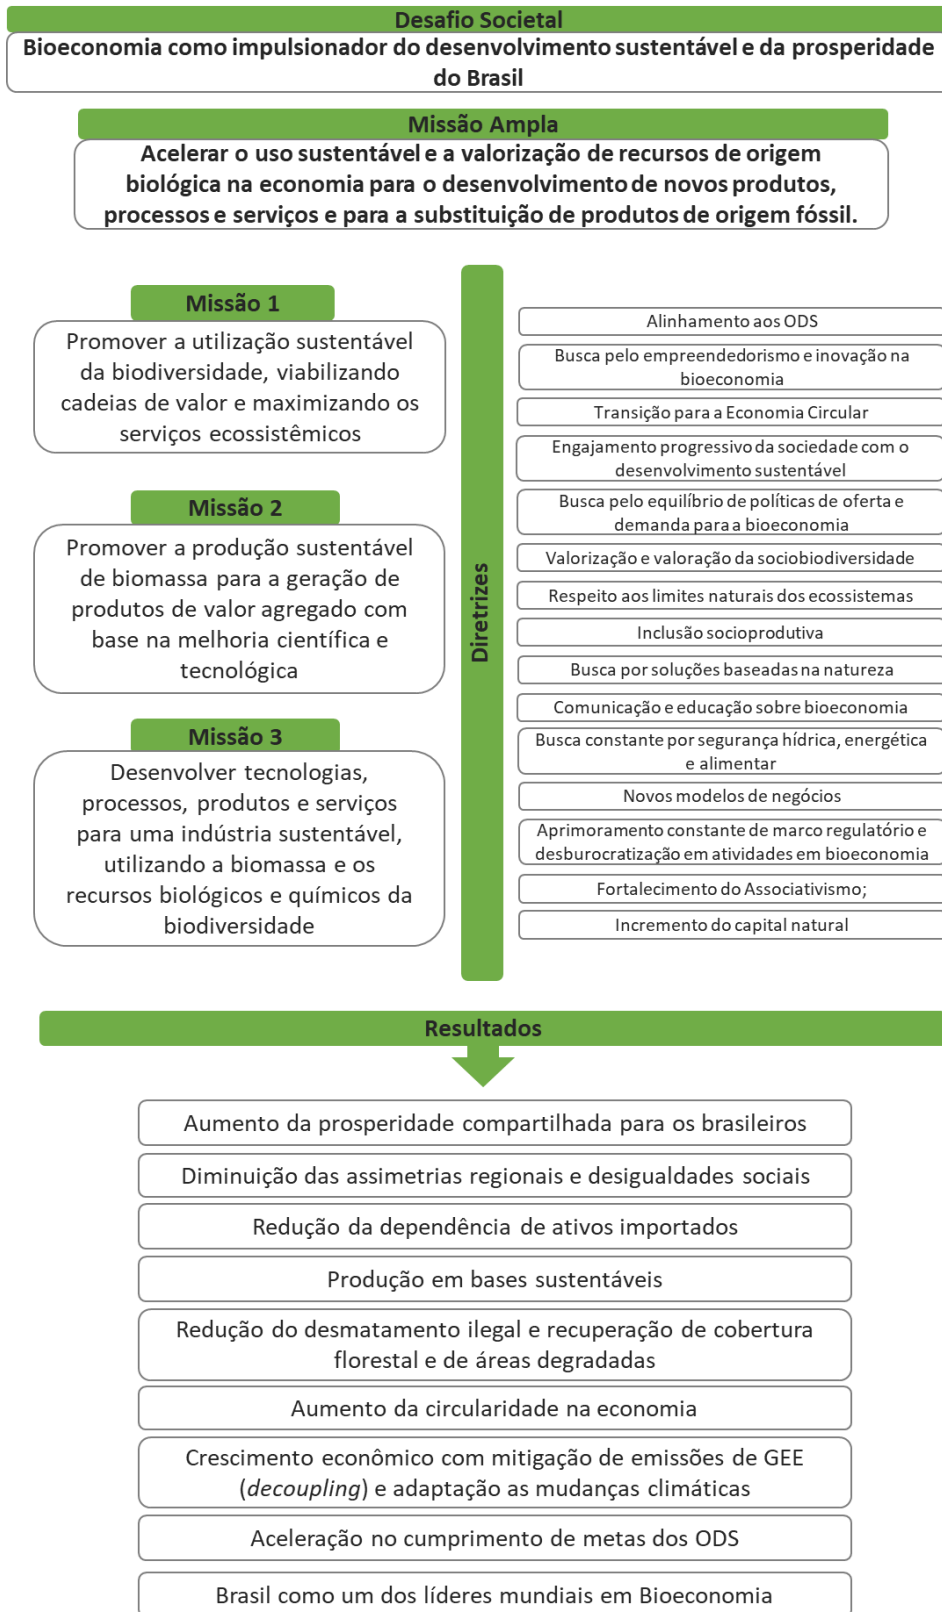 Desafio Societal
Bioeconomia como impulsionador do desenvolvimento sustentável e da prosperidade
do Brasil
Missão Ampla
Acelerar o uso sustentável e a valorização de recursos de origem
biológica na economia para o desenvolvimento de novos produtos,
processos e serviços e para a substituição de produtos de origem fóssil.
Missão 1
Promover a utilização sustentável
da biodiversidade, viabilizando
cadeias de valor e maximizando os
serviços ecossistêmicos
Missão 2
Promover a produção sustentável
de biomassa para a geração de
produtos de valor agregado com
base na melhoria científica e
tecnológica
Missão 3
Desenvolver tecnologias,
processos, produtos e serviços
para uma indústria sustentável,
utilizando a biomassa e os
recursos biológicos e químicos da
biodiversidade
Diretrizes
Alinhamento aos ODS
Busca pelo empreendedorismo e inovação na
bioeconomia
Transição para a Economia Circular
Engajamento progressivo da sociedade com o
desenvolvimento sustentável
Busca pelo equilíbrio de políticas de oferta e
demanda para a bioeconomia
Valorização e valoração da sociobiodiversidade
Respeito aos limites naturais dos ecossistemas
Inclusão socioprodutiva
Busca por soluções baseadas na natureza
Comunicação e educação sobre bioeconomia
Busca constante por segurança hídrica, energética
e alimentar
Novos modelos de negócios
Aprimoramento constante de marco regulatório e
desburocratização em atividades em bioeconomia
Fortalecimento do Associativismo;
Incremento do capital natural
Resultados
Aumento da prosperidade compartilhada para os brasileiros
Diminuição das assimetrias regionais e desigualdades sociais
Redução da dependência de ativos importados
Produção em bases sustentáveis
Redução do desmatamento ilegal e recuperação de cobertura
florestal e de áreas degradadas
Aumento da circularidade na economia
Crescimento econômico com mitigação de emissões de GEE
(decoupling) e adaptação as mudanças climáticas
Aceleração no cumprimento de metas dos ODS
Brasil como um dos líderes mundiais em Bioeconomia